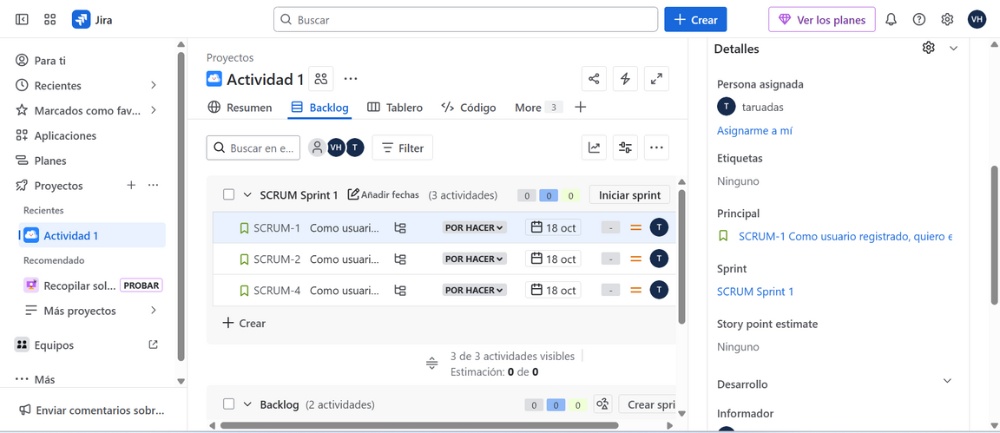 Jira
Buscar
Crear
Ver los planes
VH
Para ti
Recientes
Marcados como fav...
Aplicaciones
Planes
Proyectos
Recientes
Actividad 1
Recomendado
Recopilar sol... PROBAR
Más proyectos
Equipos
Más
Enviar comentarios sobr...
Proyectos
Actividad 1
Resumen
Backlog
Tablero
Código
More 3
Buscar en e...
VH T
Filter
SCRUM Sprint 1 Añadir fechas (3 actividades) 0 0 0 Iniciar sprint
SCRUM-1 Como usuari... POR HACER 18 oct - T
SCRUM-2 Como usuari... POR HACER 18 oct - T
SCRUM-4 Como usuari... POR HACER 18 oct - T
Crear
3 de 3 actividades visibles
Estimación: 0 de 0
Backlog (2 actividades) 0 0 0 Crear spri
Detalles
Persona asignada
T taruadas
Asignarme a mí
Etiquetas
Ninguno
Principal
SCRUM-1 Como usuario registrado, quiero e
Sprint
SCRUM Sprint 1
Story point estimate
Ninguno
Desarrollo
Informador